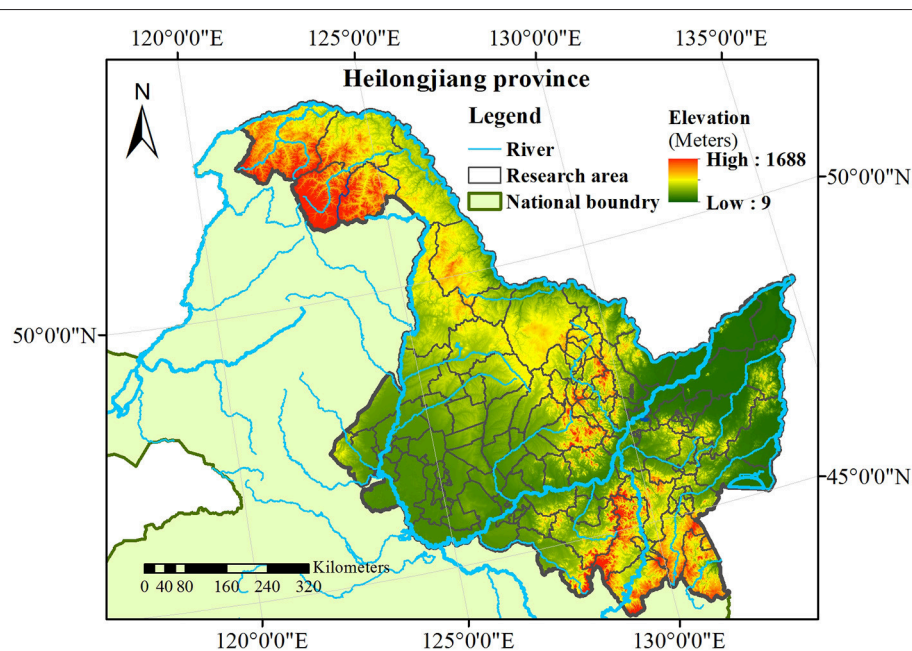 120°0'0"E 125°0'0"E 130°0'0"E 135°0'0"E
Heilongjiang province
N
Legend
River
Research area
National boundry
Elevation
(Meters)
High : 1688
Low : 9
50°0'0"N
50°0'0"N
45°0'0"N
Kilometers
0 40 80 160 240 320
120°0'0"E 125°0'0"E 130°0'0"E